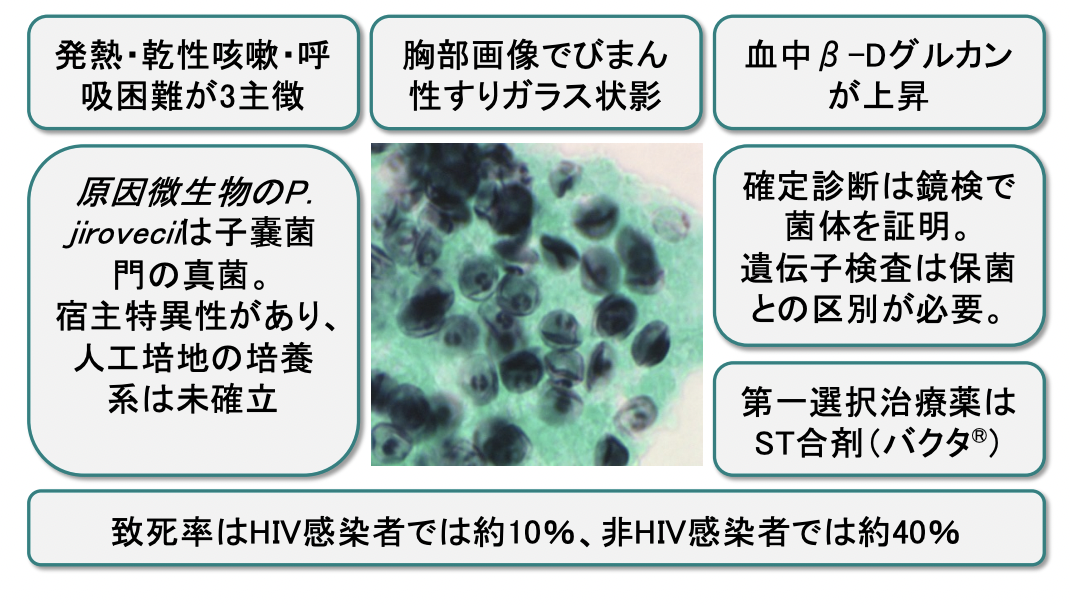 発熱・乾性咳嗽・呼
吸困難が3主徴
胸部画像でびまん
性すりガラス状影
血中β-Dグルカン
が上昇
原因微生物のP.
jiroveciiは子嚢菌
門の真菌。
宿主特異性があり、
人工培地の培養
系は未確立
確定診断は鏡検で
菌体を証明。
遺伝子検査は保菌
との区別が必要。
第一選択治療薬は
ST合剤（バクタ®）
致死率はHIV感染者では約10%、非HIV感染者では約40%